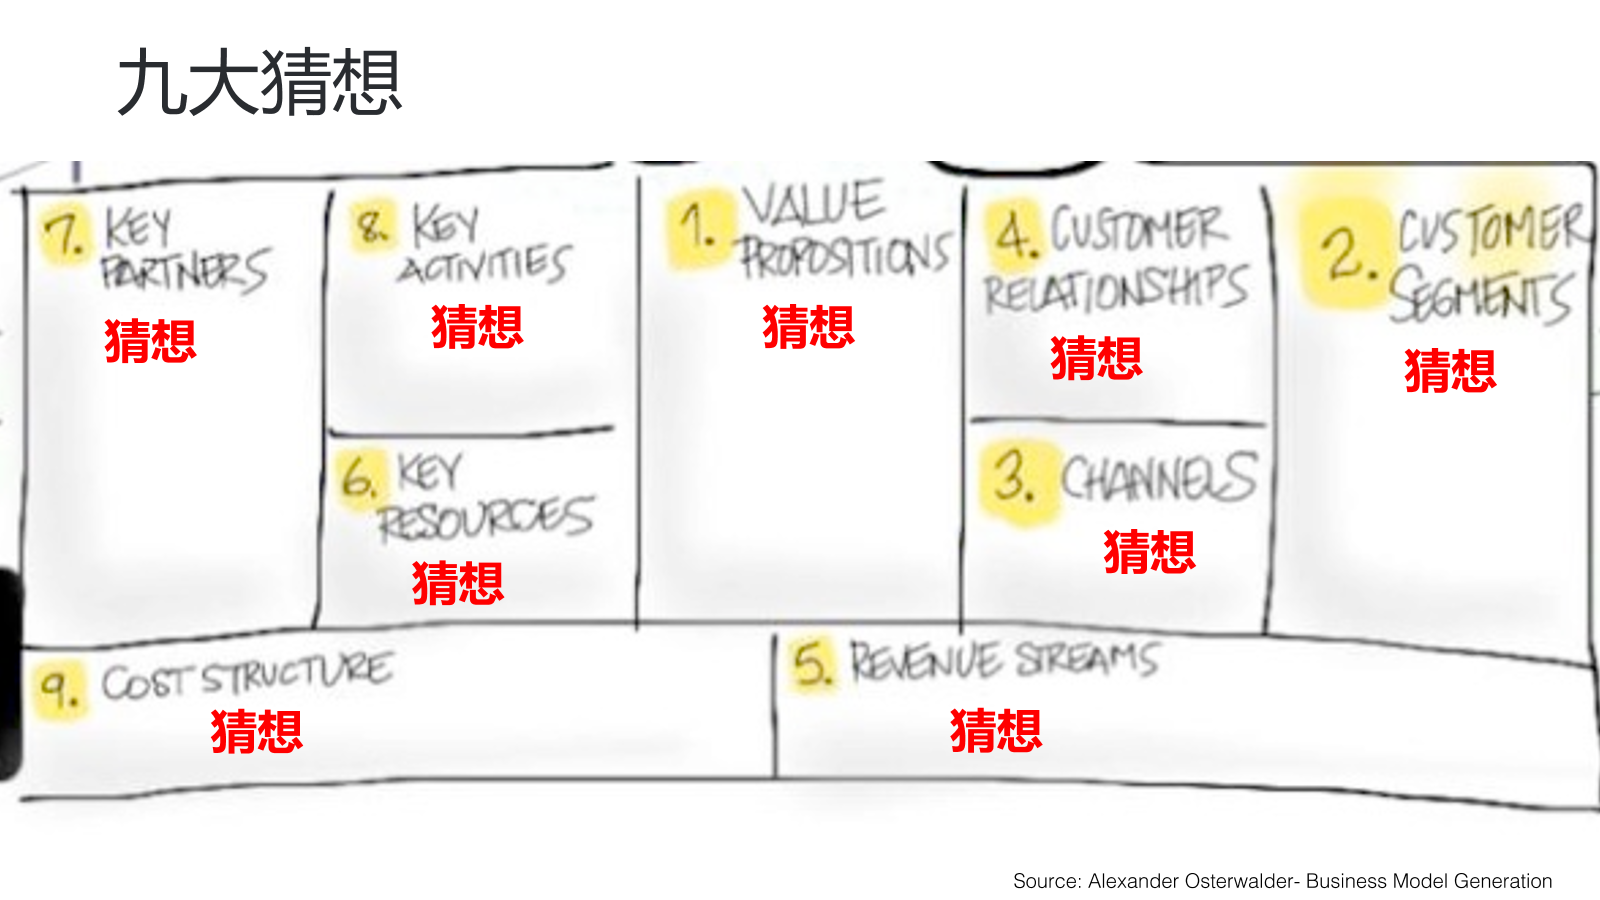 九大猜想
7. KEY
PARTNERS
猜想
8. KEY
ACTIVITIES
猜想
6. KEY
RESOURCES
猜想
1. VALUE
PROPOSITIONS
猜想
4. CUSTOMER
RELATIONSHIPS
猜想
3. CHANNELS
猜想
2. CUSTOMER
SEGMENTS
猜想
9. COST STRUCTURE
猜想
5. REVENUE STREAMS
猜想
Source: Alexander Osterwalder- Business Model Generation